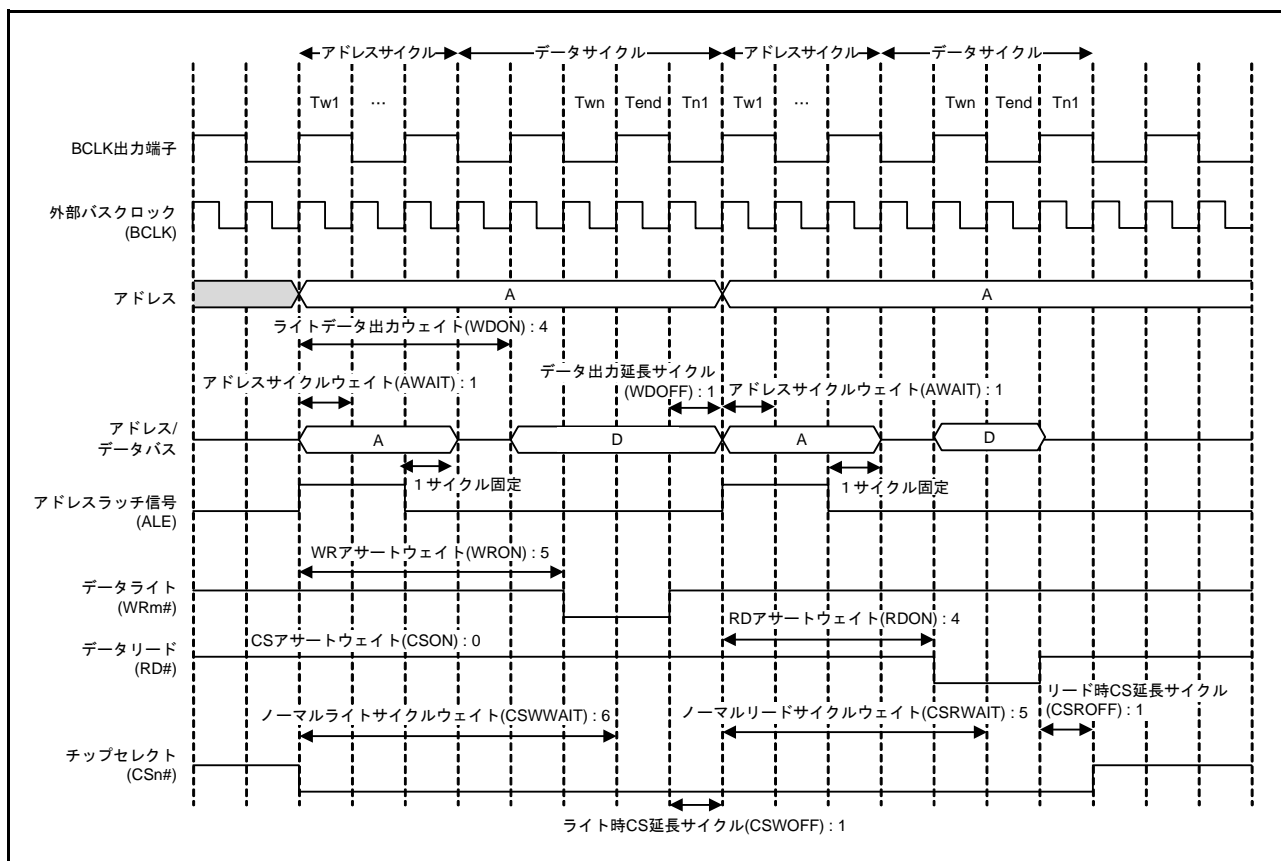 アドレスサイクル データサイクル アドレスサイクル データサイクル
Tw1 … Twn Tend Tn1 Tw1 … Twn Tend Tn1
BCLK出力端子
外部バスクロック
(BCLK)
アドレス
A A
ライトデータ出力ウェイト(WDON) : 4
データ出力延長サイクル
(WDOFF) : 1
アドレスサイクルウェイト(AWAIT) : 1
アドレスサイクルウェイト(AWAIT) : 1
アドレス/
データバス
A D A D
1サイクル固定
1サイクル固定
アドレスラッチ信号
(ALE)
WRアサートウェイト(WRON) : 5
データライト
(WRm#)
RDアサートウェイト(RDON) : 4
CSアサートウェイト(CSON) : 0
データリード
(RD#)
リード時CS延長サイクル
(CSROFF) : 1
ノーマルライトサイクルウェイト(CSWWAIT) : 6
ノーマルリードサイクルウェイト(CSRWAIT) : 5
チップセレクト
(CSn#)
ライト時CS延長サイクル(CSWOFF) : 1